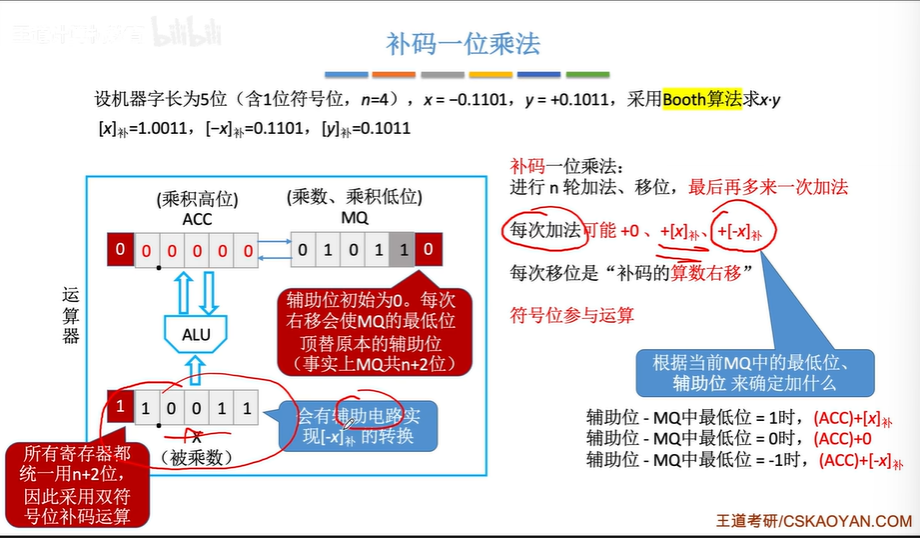 bilibili
补码一位乘法
设机器字长为5位（含1位符号位，n=4），x = −0.1101，y = +0.1011，采用Booth算法求x·y
[x]补=1.0011，[−x]补=0.1101，[y]补=0.1011
(乘积高位)
ACC
(乘数、乘积低位)
MQ
0 0 0 0 0 0
0 1 0 1 1 0
运算器
ALU
辅助位初始为0。每次
右移会使MQ的最低位
顶替原本的辅助位
（事实上MQ共n+2位）
1 1 0 0 1 1
X
（被乘数）
会有辅助电路实
现[-x]补 的转换
所有寄存器都
统一用n+2位，
因此采用双符
号位补码运算
补码一位乘法：
进行 n 轮加法、移位，最后再多来一次加法
每次加法可能 +0 、+[x]补、+[-x]补
每次移位是“补码的算数右移”
符号位参与运算
根据当前MQ中的最低位、
辅助位 来确定加什么
辅助位 - MQ中最低位 = 1时，(ACC)+[x]补
辅助位 - MQ中最低位 = 0时，(ACC)+0
辅助位 - MQ中最低位 = -1时，(ACC)+[-x]补
王道考研/CSKAOYAN.COM